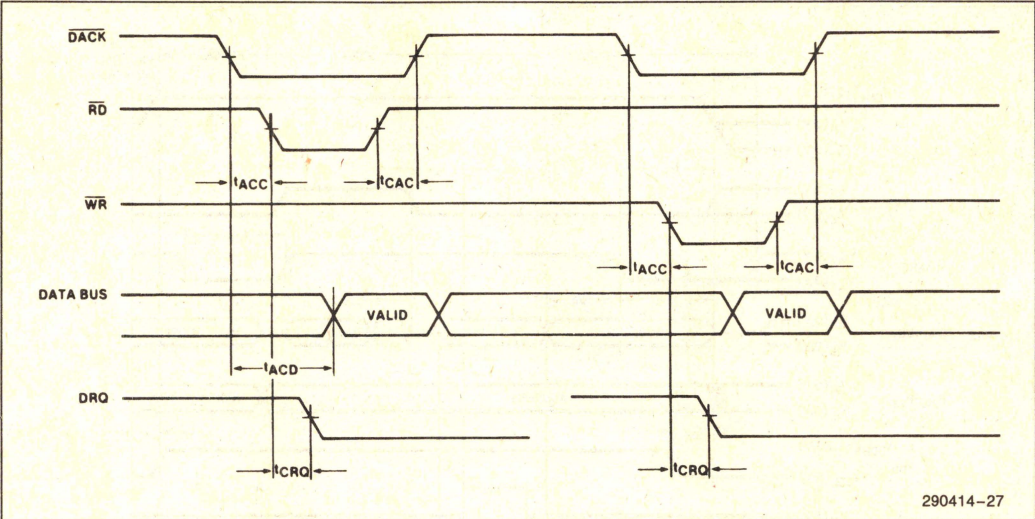 DACK
RD
tACC
tCAC
WR
tACC
tCAC
DATA BUS
VALID
VALID
tACD
DRQ
tCRQ
tCRQ
290414-27